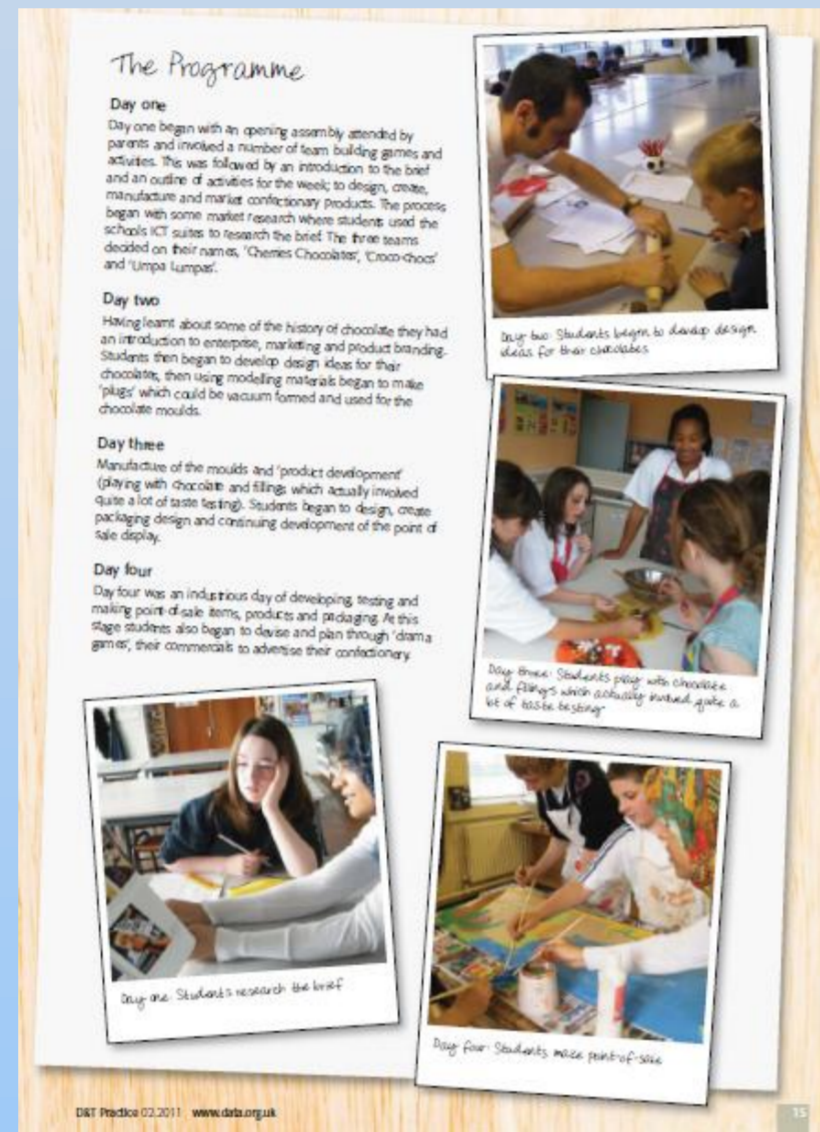 The Programme
Day one
Day one began with an opening assembly attended by
parents and involved a number of team building games and
activities. This was followed by an introduction to the brief
and an outline of activities for the week; to design, create,
manufacture and market confectionary products. The process
began with some market research where students used the
schools ICT suites to research the brief. The three teams
decided on their names, 'Cherries Chocolates', 'Croco-chocs'
and 'Umpa Lumpas'.
Day two
Having learnt about some of the history of chocolate they had
an introduction to enterprise, marketing and product branding.
Students then began to develop design ideas for their
chocolates, then using modelling materials began to make
'plugs' which could be vacuum formed and used for the
chocolate moulds.
Day three
Manufacture of the moulds and 'product development'
(playing with chocolate and fillings which actually involved
quite a lot of taste testing). Students began to design, create
packaging design and continuing development of the point of
sale display.
Day four
Day four was an industrious day of developing, testing and
making point-of-sale items, products and packaging. At this
stage students also began to devise and plan through 'drama
games', their commercials to advertise their confectionery.
Day two: Students begin to develop design
ideas for their chocolates
Day three: Students play with chocolate
and fillings which actually involved quite a
lot of taste testing
Day one: Students research the brief
Day four: Students make point-of-sale
D&T Practice 02.2011 www.data.org.uk
15